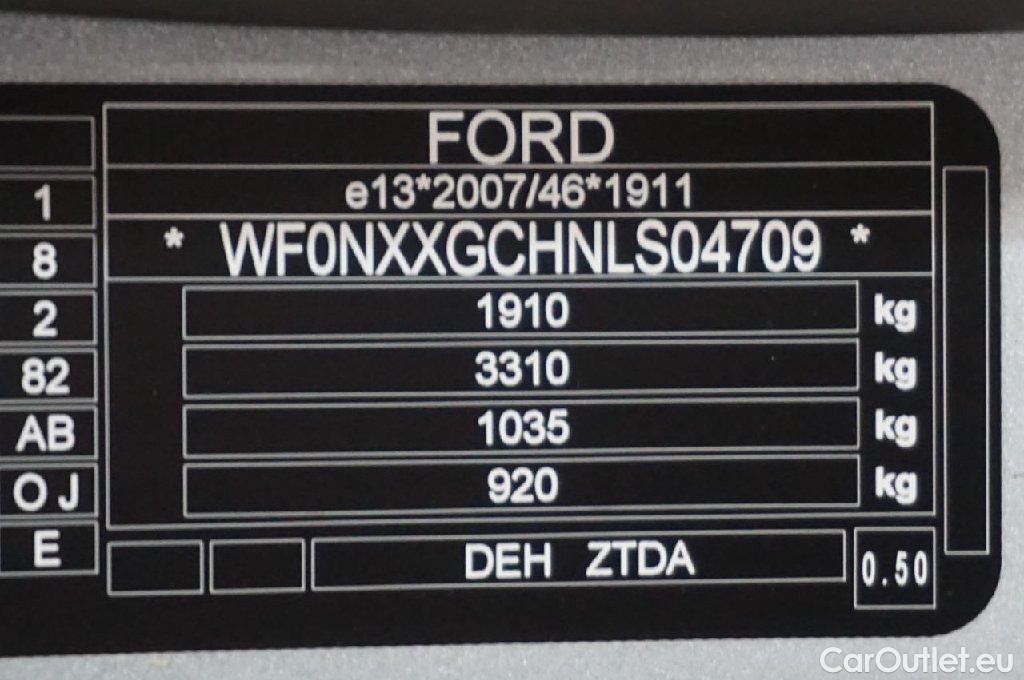 FORD
e13*2007/46*1911
* WF0NXXGCHNLS04709 *
1910 kg
3310 kg
1035 kg
920 kg
DEH ZTDA
0.50
1
8
2
82
AB
O J
E
CarOutlet.eu